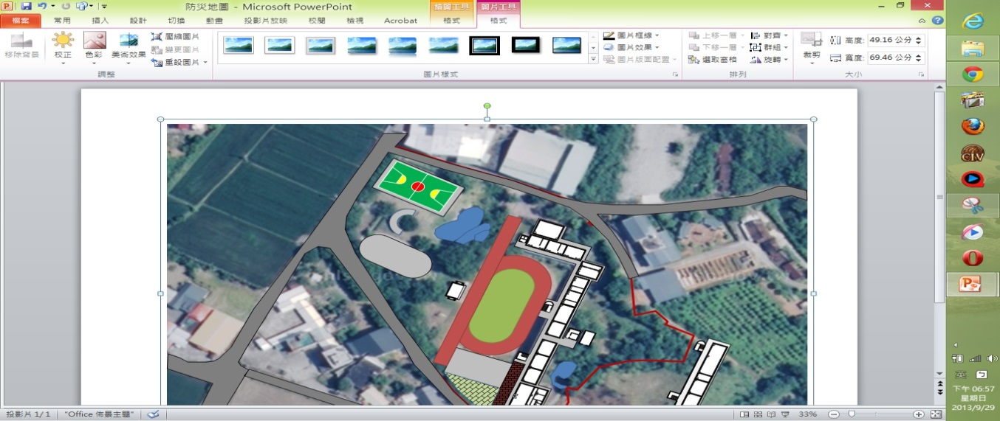 防災地圖 - Microsoft PowerPoint
繪圖工具 圖片工具
檔案 常用 插入 設計 切換 動畫 投影片放映 校閱 檢視 Acrobat 格式 格式
移除背景 校正 色彩 美術效果
壓縮圖片
變更圖片
重設圖片
調整
圖片樣式
圖片框線
圖片效果
圖片版面配置
上移一層 對齊
下移一層 群組
選取窗格 旋轉
排列
裁剪
高度: 49.16 公分
寬度: 69.46 公分
大小
CIV
英
下午 06:57
星期日
2013/9/29
投影片 1/1 "Office 佈景主題" 33%